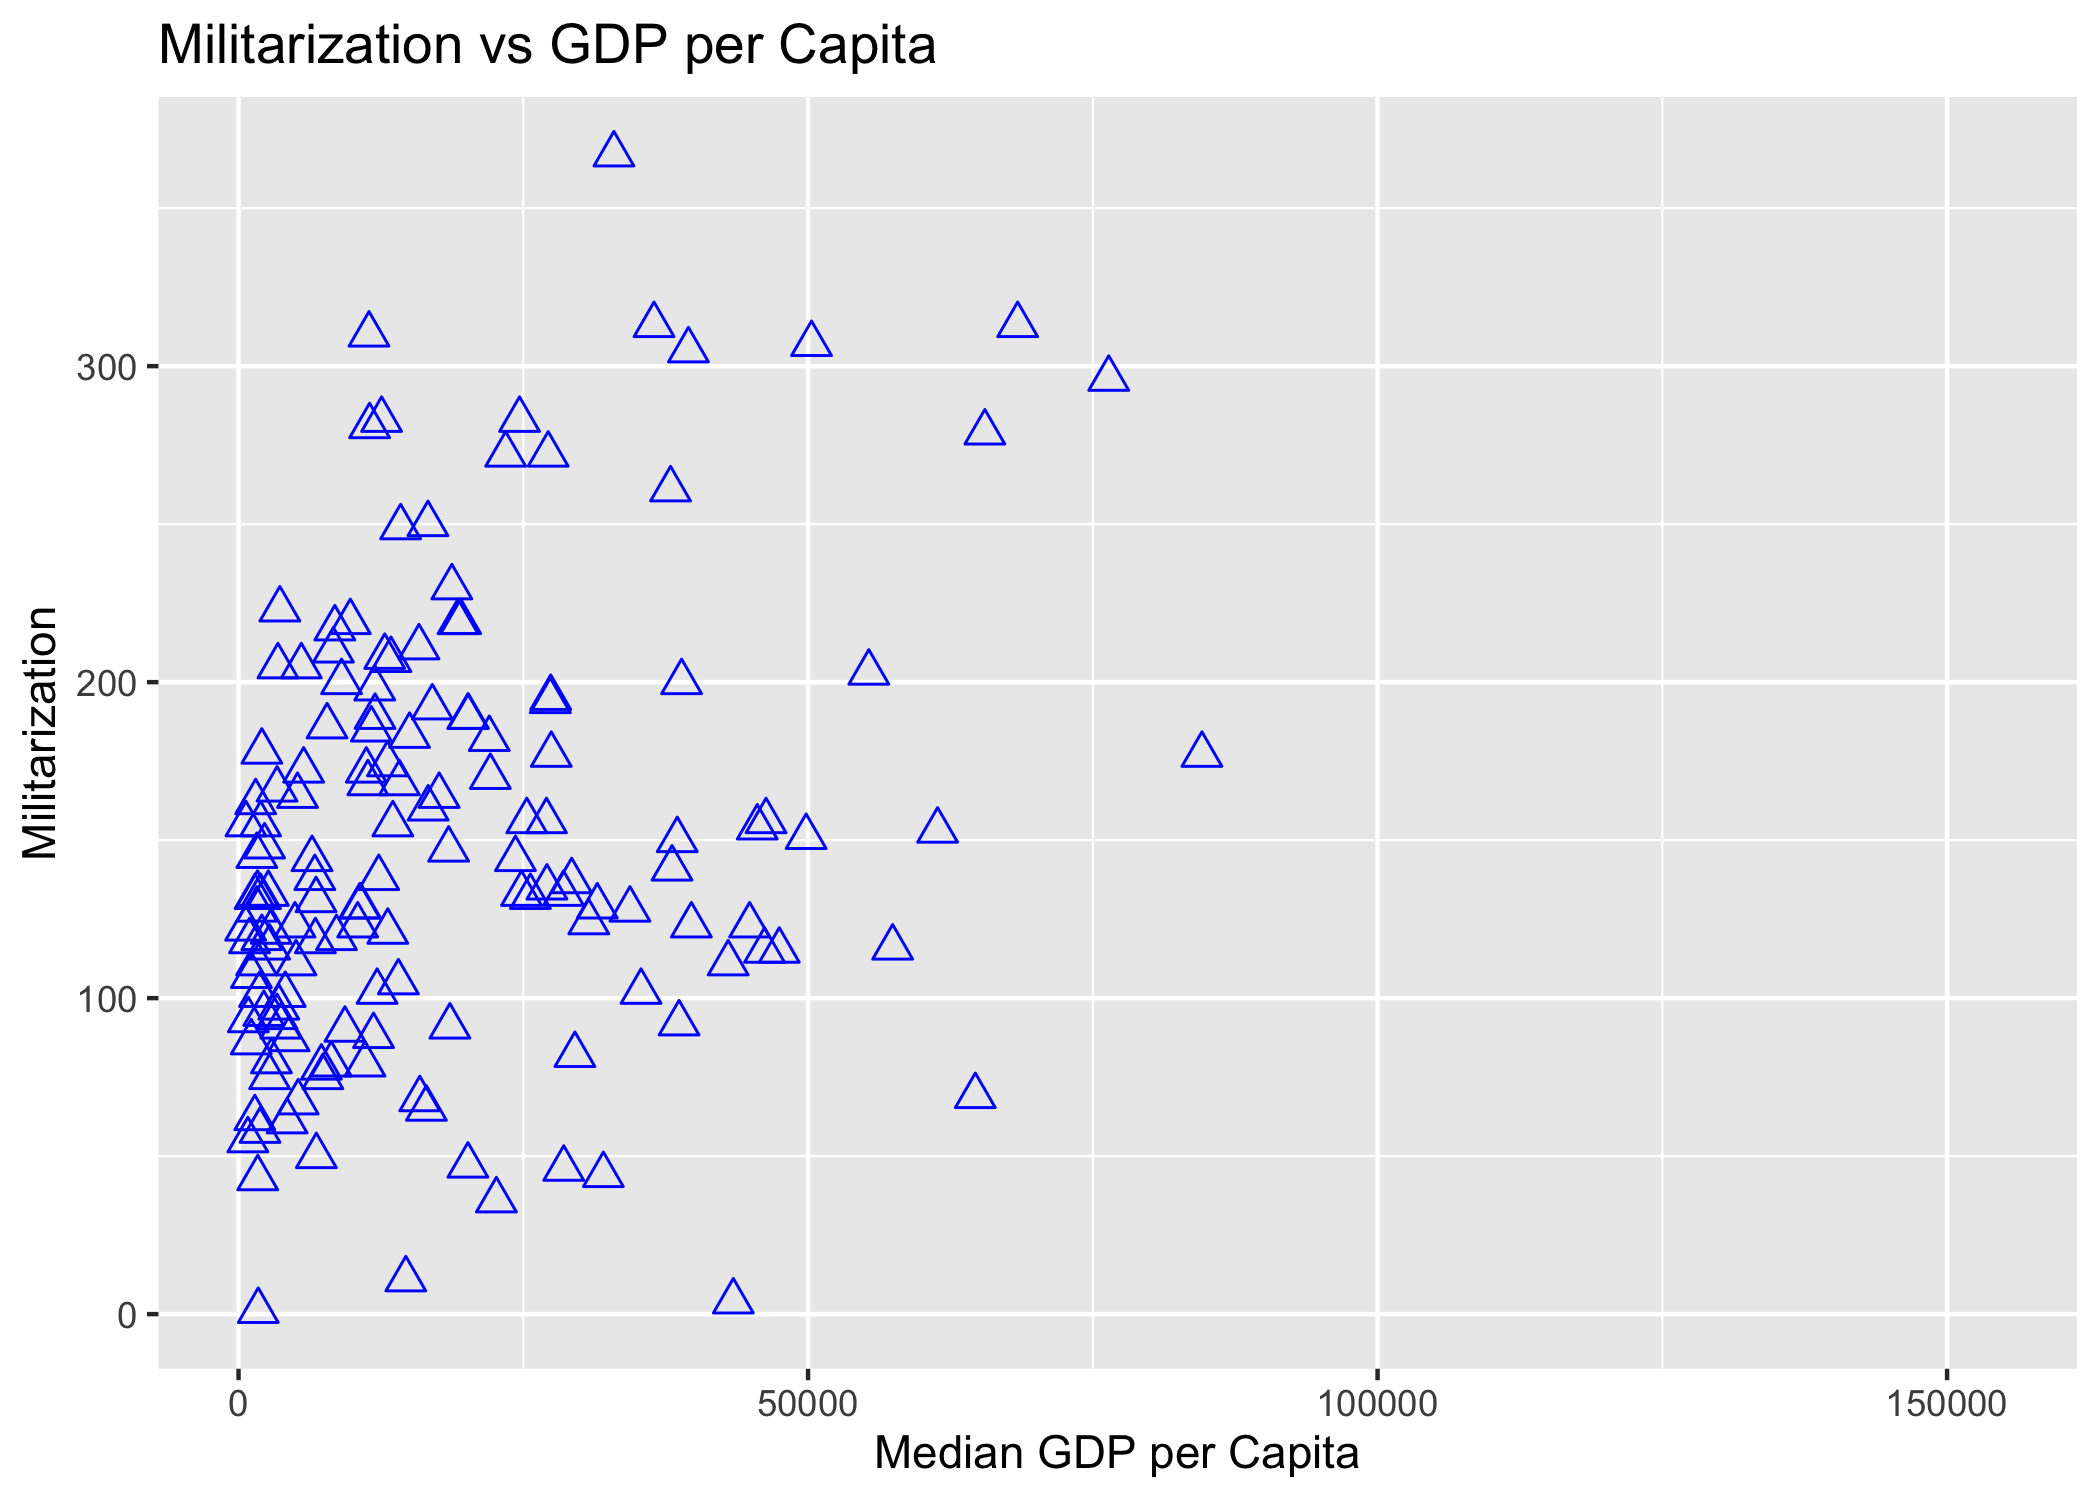 Militarization vs GDP per Capita
Militarization
300
200
100
0
0 50000 100000 150000
Median GDP per Capita